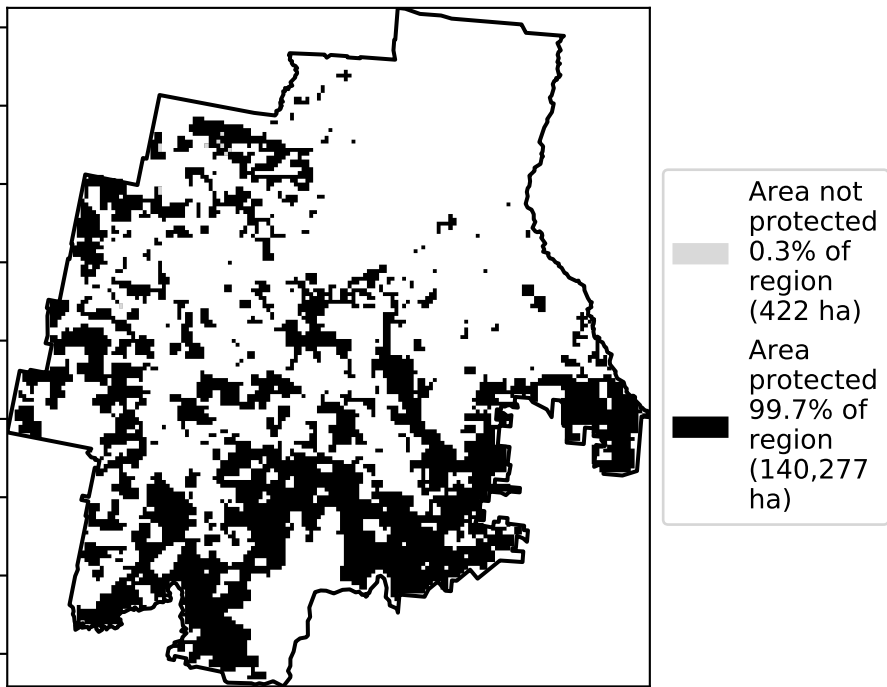 Area not
protected
0.3% of
region
(422 ha)
Area
protected
99.7% of
region
(140,277
ha)